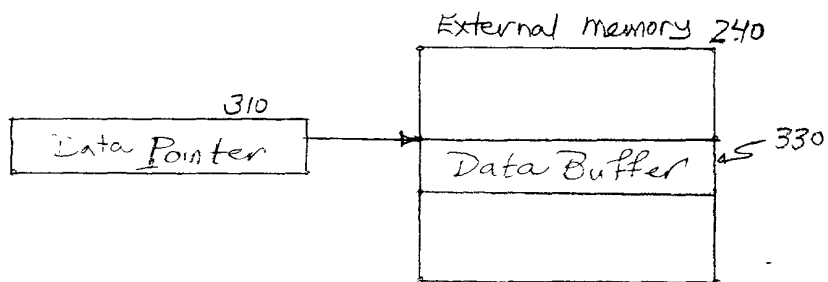 External memory 240
310
Data Pointer
Data Buffer
330